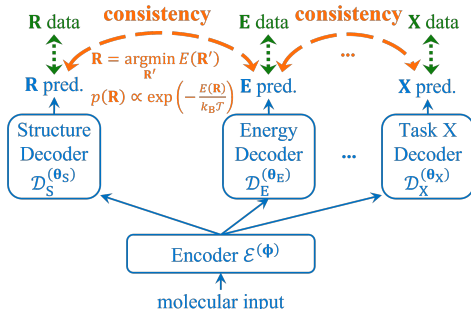 consistency consistency
R data E data X data
R = argmin E(R′)
R′
...
R pred. p(R) ∝ exp(−E(R)/k_B𝒯) E pred. X pred.
Structure Decoder 𝒟_S^(θ_S)
Energy Decoder 𝒟_E^(θ_E)
...
Task X Decoder 𝒟_X^(θ_X)
Encoder ℰ^(ϕ)
molecular input